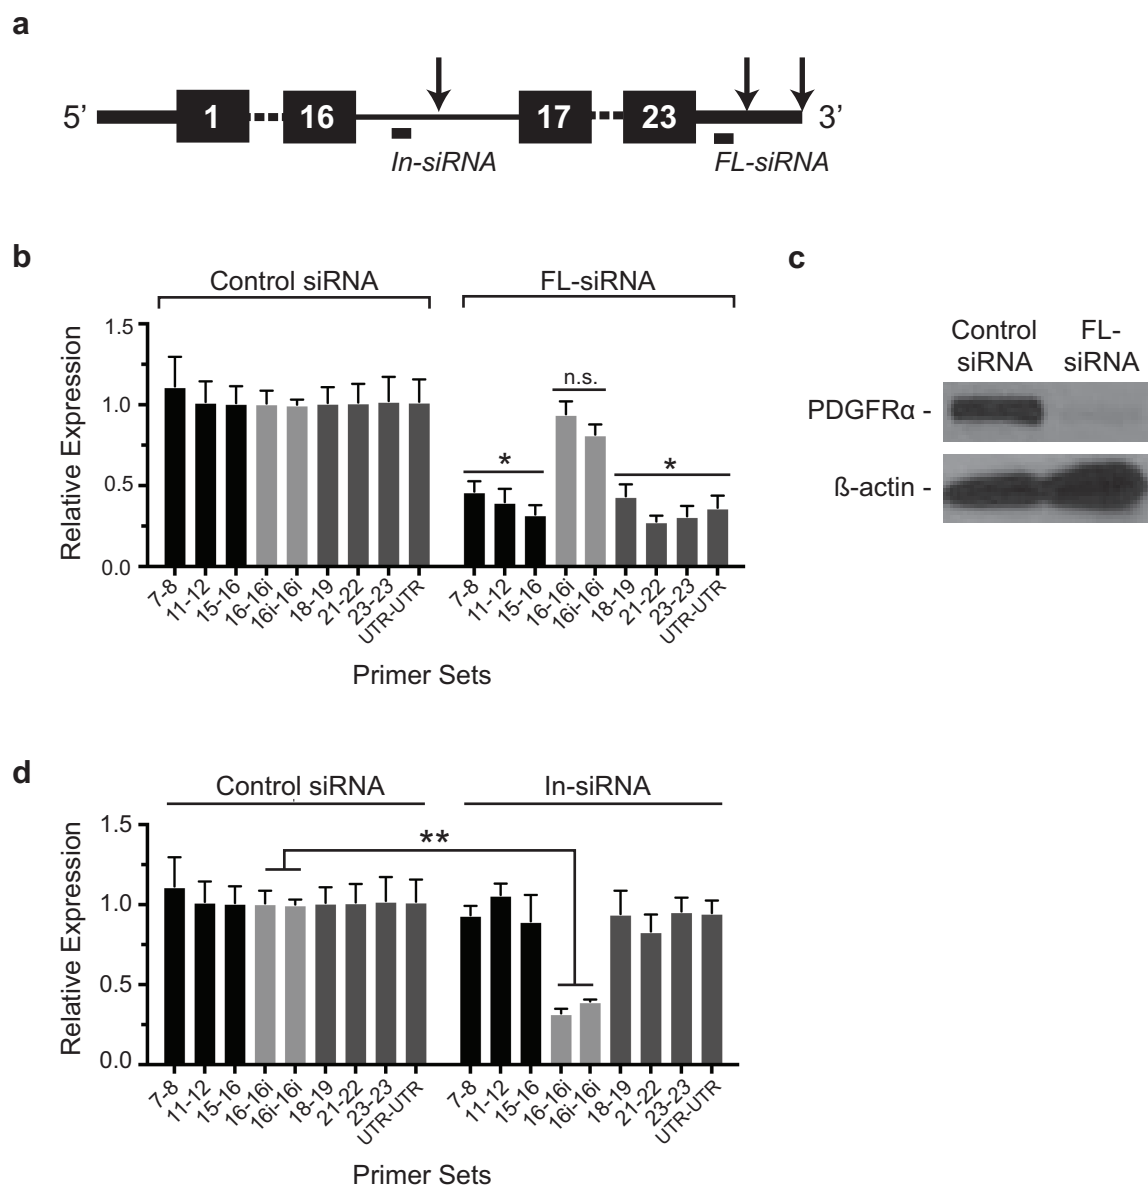 a
5’ 1 16 17 23 3’
In-siRNA FL-siRNA
b
Control siRNA FL-siRNA
Relative Expression
1.5
1.0
0.5
0.0
n.s.
* *
7-8 11-12 15-16 16-16i 16i-16i 18-19 21-22 23-23 UTR-UTR 7-8 11-12 15-16 16-16i 16i-16i 18-19 21-22 23-23 UTR-UTR
Primer Sets
c
Control FL-
siRNA siRNA
PDGFRα -
ß-actin -
d
Control siRNA In-siRNA
Relative Expression
1.5
1.0
0.5
0.0
**
7-8 11-12 15-16 16-16i 16i-16i 18-19 21-22 23-23 UTR-UTR 7-8 11-12 15-16 16-16i 16i-16i 18-19 21-22 23-23 UTR-UTR
Primer Sets